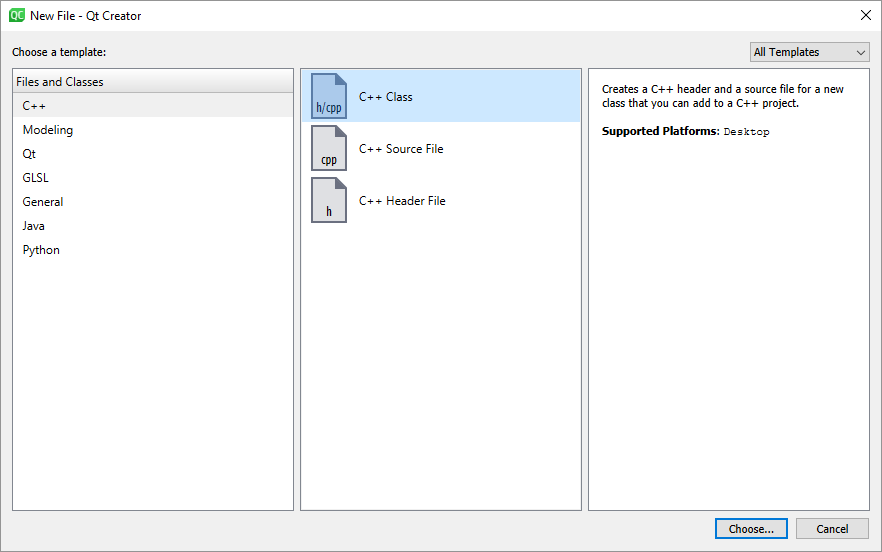 QC New File - Qt Creator
Choose a template:
All Templates
Files and Classes
C++
Modeling
Qt
GLSL
General
Java
Python
h/cpp C++ Class
cpp C++ Source File
h C++ Header File
Creates a C++ header and a source file for a new
class that you can add to a C++ project.
Supported Platforms: Desktop
Choose...
Cancel